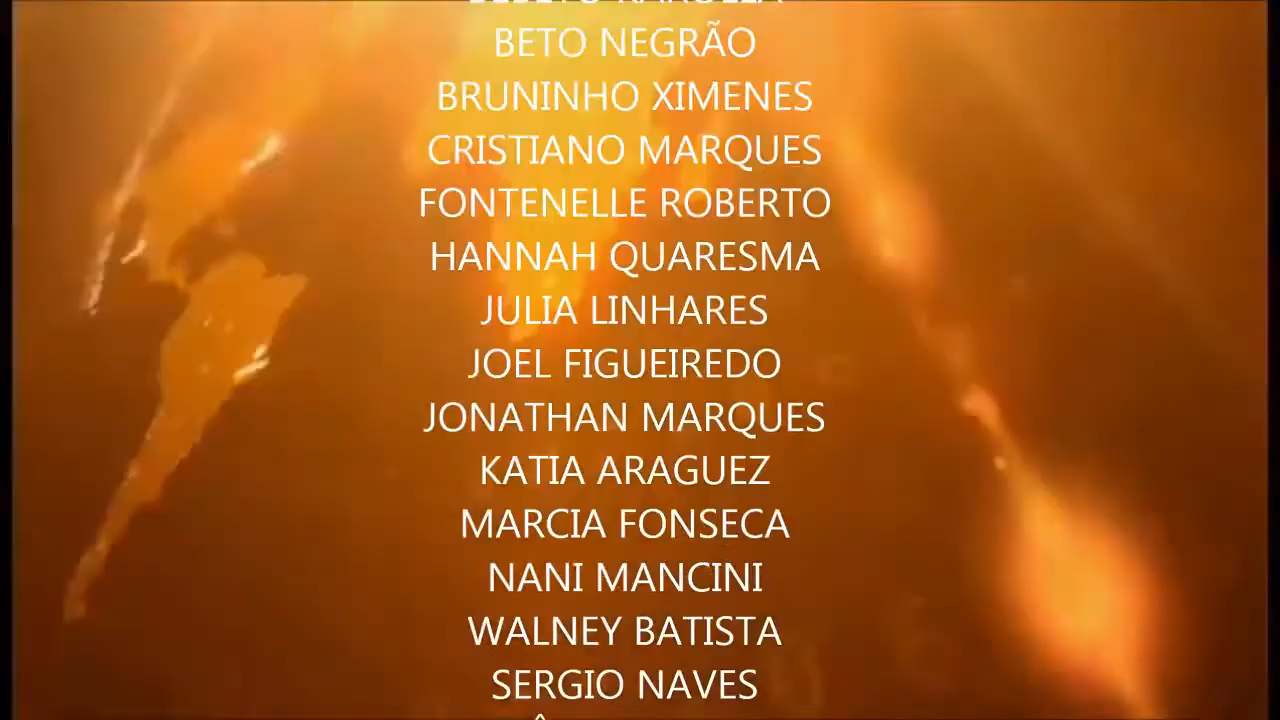 BETO NEGRÃO
BRUNINHO XIMENES
CRISTIANO MARQUES
FONTENELLE ROBERTO
HANNAH QUARESMA
JULIA LINHARES
JOEL FIGUEIREDO
JONATHAN MARQUES
KATIA ARAGUEZ
MARCIA FONSECA
NANI MANCINI
WALNEY BATISTA
SERGIO NAVES